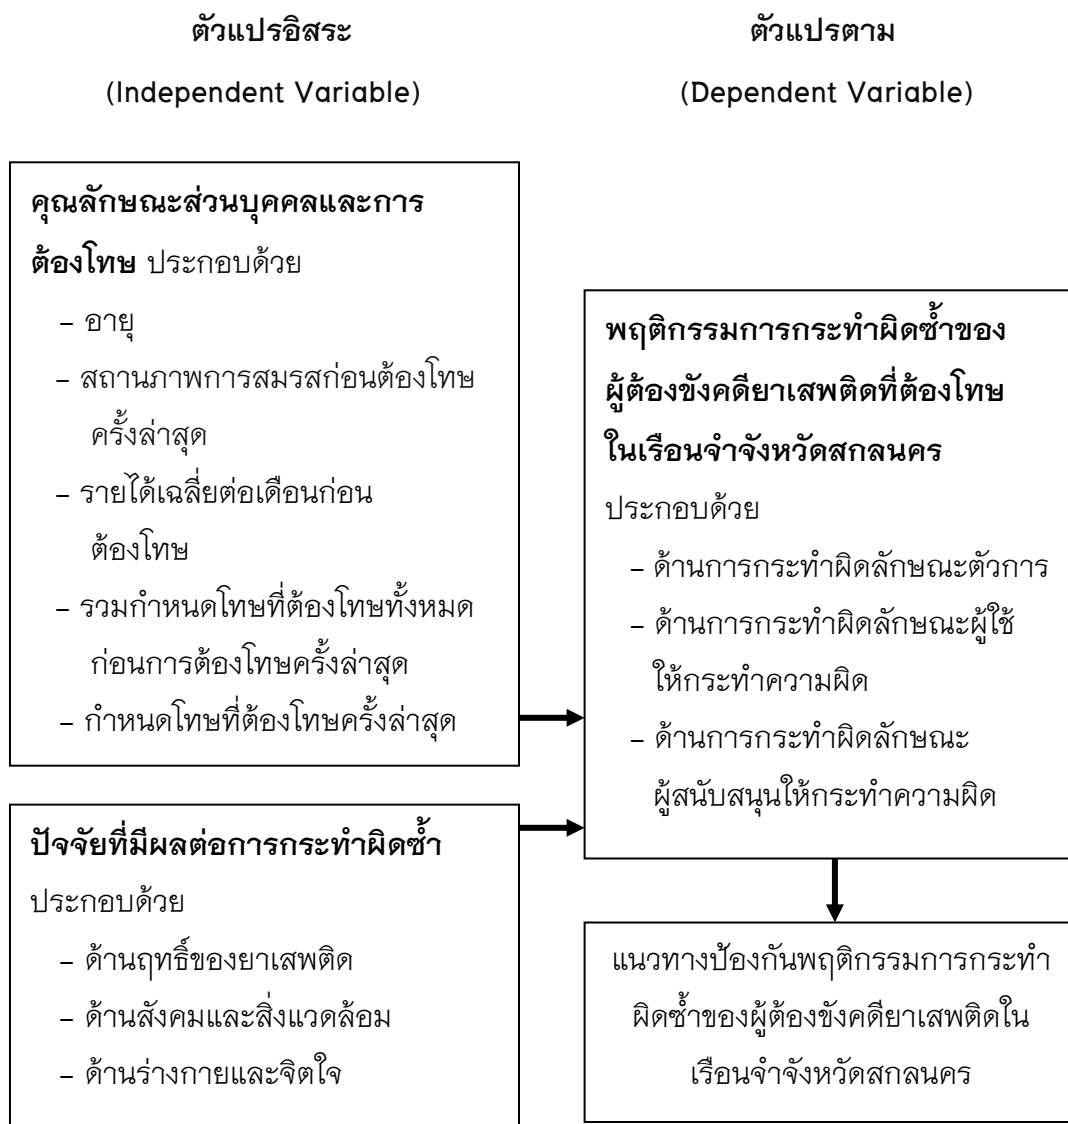 ตัวแปรอิสระ
(Independent Variable)
ตัวแปรตาม
(Dependent Variable)
คุณลักษณะส่วนบุคคลและการ
ต้องโทษ ประกอบด้วย
– อายุ
– สถานภาพการสมรสก่อนต้องโทษ
ครั้งล่าสุด
– รายได้เฉลี่ยต่อเดือนก่อน
ต้องโทษ
– รวมกำหนดโทษที่ต้องโทษทั้งหมด
ก่อนการต้องโทษครั้งล่าสุด
– กำหนดโทษที่ต้องโทษครั้งล่าสุด
ปัจจัยที่มีผลต่อการกระทำผิดซ้ำ
ประกอบด้วย
– ด้านฤทธิ์ของยาเสพติด
– ด้านสังคมและสิ่งแวดล้อม
– ด้านร่างกายและจิตใจ
พฤติกรรมการกระทำผิดซ้ำของ
ผู้ต้องขังคดียาเสพติดที่ต้องโทษ
ในเรือนจำจังหวัดสกลนคร
ประกอบด้วย
– ด้านการกระทำผิดลักษณะตัวการ
– ด้านการกระทำผิดลักษณะผู้ใช้
ให้กระทำความผิด
– ด้านการกระทำผิดลักษณะ
ผู้สนับสนุนให้กระทำความผิด
แนวทางป้องกันพฤติกรรมการกระทำ
ผิดซ้ำของผู้ต้องขังคดียาเสพติดใน
เรือนจำจังหวัดสกลนคร